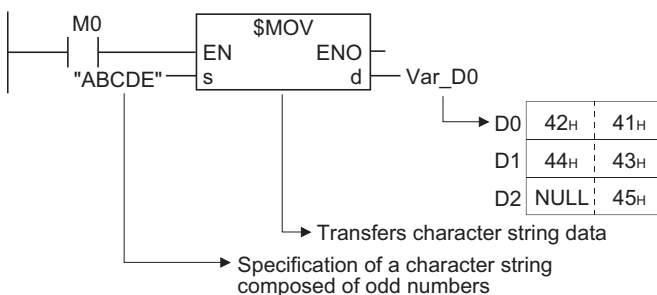 M0
$MOV
EN ENO
"ABCDE" s d Var_D0
D0 42H 41H
D1 44H 43H
D2 NULL 45H
Transfers character string data
Specification of a character string
composed of odd numbers